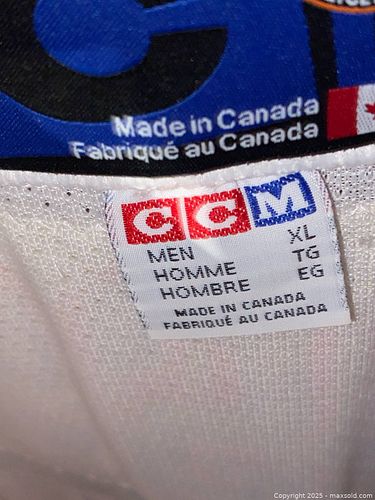 Made in Canada
Fabriqué au Canada
CCM
MEN XL
HOMME TG
HOMBRE EG
MADE IN CANADA
FABRIQUÉ AU CANADA
Copyright 2025 - maxsold.com